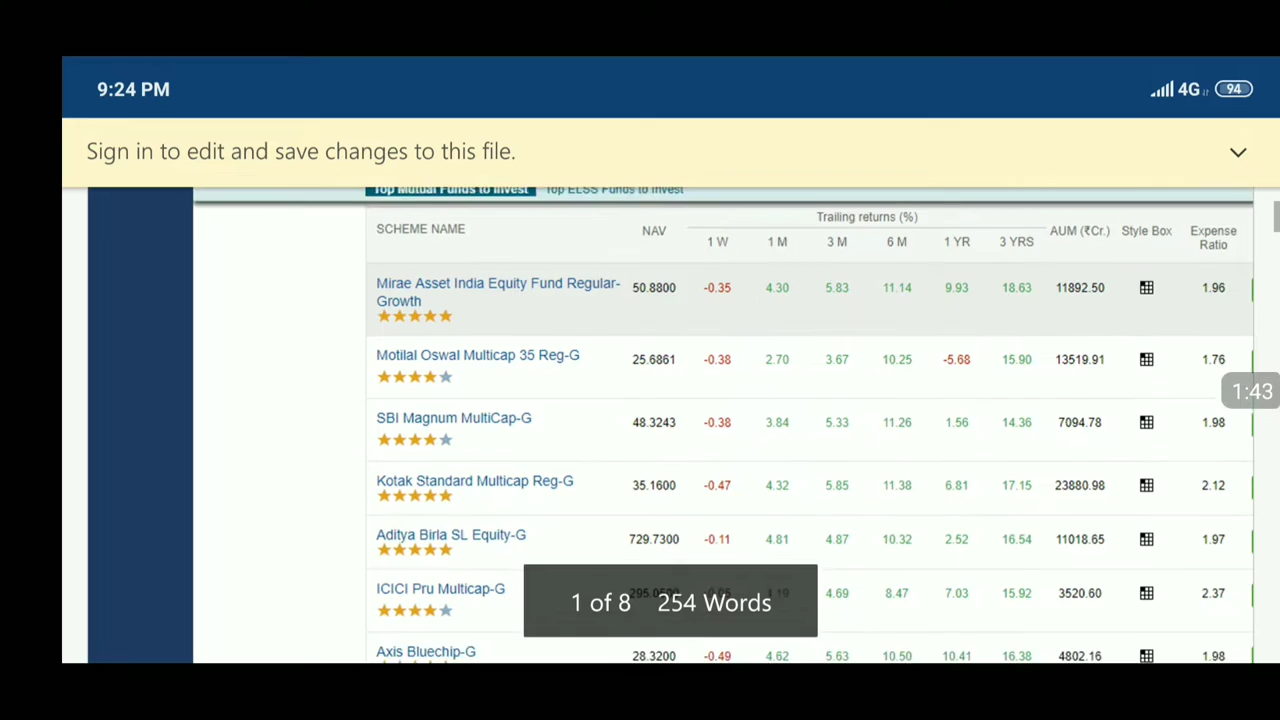 9:24 PM 4G 94
Sign in to edit and save changes to this file.
Top Mutual Funds to Invest Top ELSS Funds to Invest
Trailing returns (%)
SCHEME NAME NAV 1 W 1 M 3 M 6 M 1 YR 3 YRS AUM (₹Cr.) Style Box Expense Ratio
Mirae Asset India Equity Fund Regular- 50.8800 -0.35 4.30 5.83 11.14 9.93 18.63 11892.50 1.96
Growth
Motilal Oswal Multicap 35 Reg-G 25.6861 -0.38 2.70 3.67 10.25 -5.68 15.90 13519.91 1.76
1:43
SBI Magnum MultiCap-G 48.3243 -0.38 3.84 5.33 11.26 1.56 14.36 7094.78 1.98
Kotak Standard Multicap Reg-G 35.1600 -0.47 4.32 5.85 11.38 6.81 17.15 23880.98 2.12
Aditya Birla SL Equity-G 729.7300 -0.11 4.81 4.87 10.32 2.52 16.54 11018.65 1.97
ICICI Pru Multicap-G 4.69 8.47 7.03 15.92 3520.60 2.37
1 of 8 254 Words
Axis Bluechip-G 28.3200 -0.49 4.62 5.63 10.50 10.41 16.38 4802.16 1.98